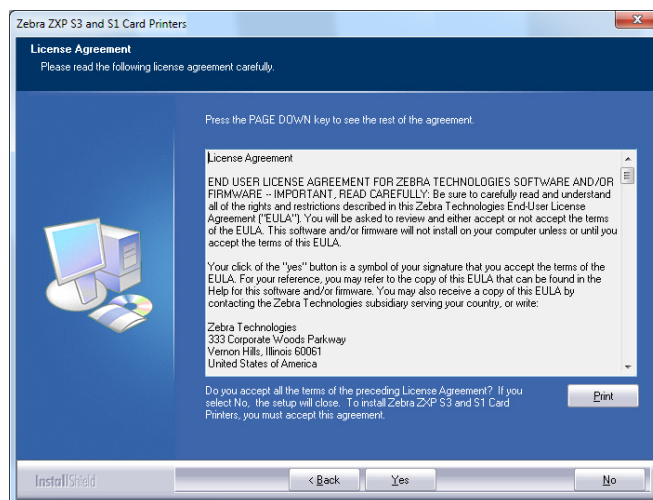 Zebra ZXP S3 and S1 Card Printers
License Agreement
Please read the following license agreement carefully.
Press the PAGE DOWN key to see the rest of the agreement.
License Agreement
END USER LICENSE AGREEMENT FOR ZEBRA TECHNOLOGIES SOFTWARE AND/OR
FIRMWARE -- IMPORTANT, READ CAREFULLY: Be sure to carefully read and understand
all of the rights and restrictions described in this Zebra Technologies End-User License
Agreement ("EULA"). You will be asked to review and either accept or not accept the terms
of the EULA. This software and/or firmware will not install on your computer unless or until you
accept the terms of this EULA.
Your click of the "yes" button is a symbol of your signature that you accept the terms of the
EULA. For your reference, you may refer to the copy of this EULA that can be found in the
Help for this software and/or firmware. You may also receive a copy of this EULA by
contacting the Zebra Technologies subsidiary serving your country, or write:
Zebra Technologies
333 Corporate Woods Parkway
Vernon Hills, Illinois 60061
United States of America
Do you accept all the terms of the preceding License Agreement? If you
select No, the setup will close. To install Zebra ZXP S3 and S1 Card
Printers, you must accept this agreement.
Print
InstallShield
< Back
Yes
No